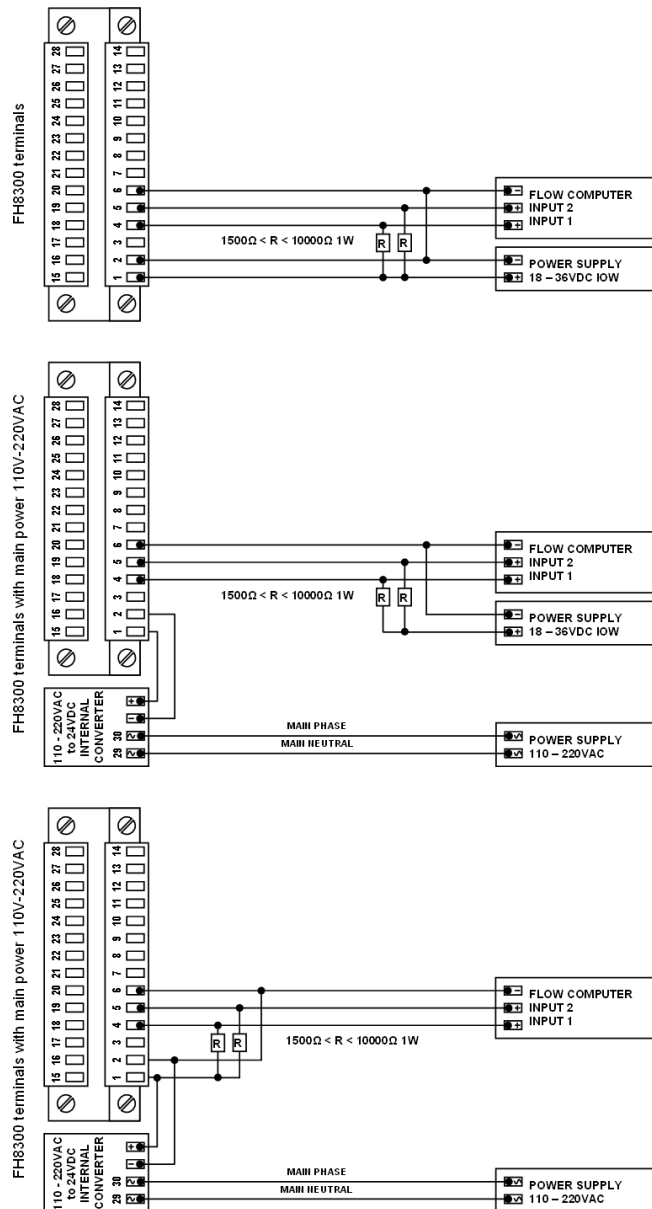 FH8300 terminals
28
27
26
25
24
23
22
21
20
19
18
17
16
15
14
13
12
11
10
9
8
7
6
5
4
3
2
1
1500Ω < R < 10000Ω 1W
R R
- FLOW COMPUTER
+ INPUT 2
+ INPUT 1
- POWER SUPPLY
+ 18 – 36VDC IOW
FH8300 terminals with main power 110V-220VAC
28
27
26
25
24
23
22
21
20
19
18
17
16
15
14
13
12
11
10
9
8
7
6
5
4
3
2
1
1500Ω < R < 10000Ω 1W
R R
- FLOW COMPUTER
+ INPUT 2
+ INPUT 1
- POWER SUPPLY
+ 18 – 36VDC IOW
110 - 220VAC
to 24VDC
INTERNAL
CONVERTER
+
-
30 ~
29 ~
MAIN PHASE
MAIN NEUTRAL
~ POWER SUPPLY
~ 110 – 220VAC
FH8300 terminals with main power 110V-220VAC
28
27
26
25
24
23
22
21
20
19
18
17
16
15
14
13
12
11
10
9
8
7
6
5
4
3
2
1
R R
1500Ω < R < 10000Ω 1W
- FLOW COMPUTER
+ INPUT 2
+ INPUT 1
110 - 220VAC
to 24VDC
INTERNAL
CONVERTER
+
-
30 ~
29 ~
MAIN PHASE
MAIN NEUTRAL
~ POWER SUPPLY
~ 110 – 220VAC